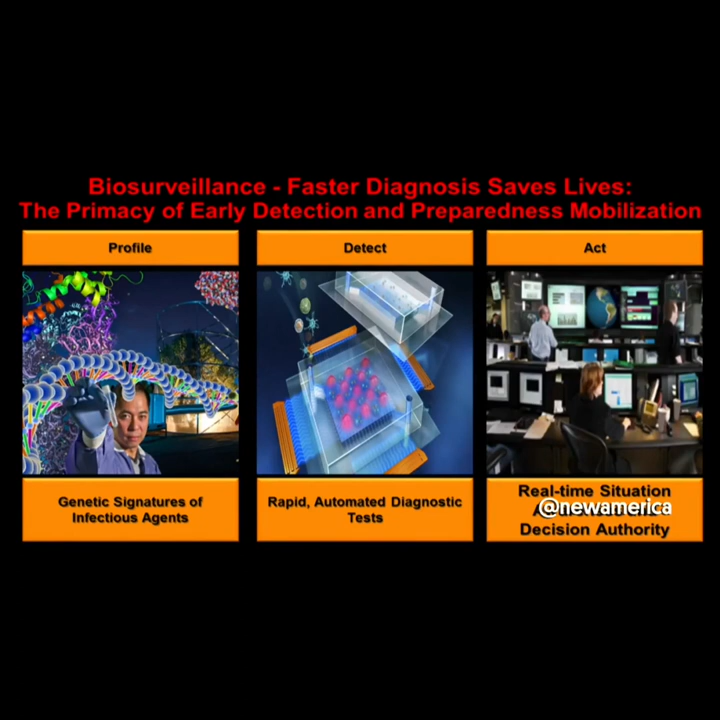 Biosurveillance - Faster Diagnosis Saves Lives:
The Primacy of Early Detection and Preparedness Mobilization
Profile
Detect
Act
Genetic Signatures of
Infectious Agents
Rapid, Automated Diagnostic
Tests
Real-time Situation
@newamerica
Decision Authority